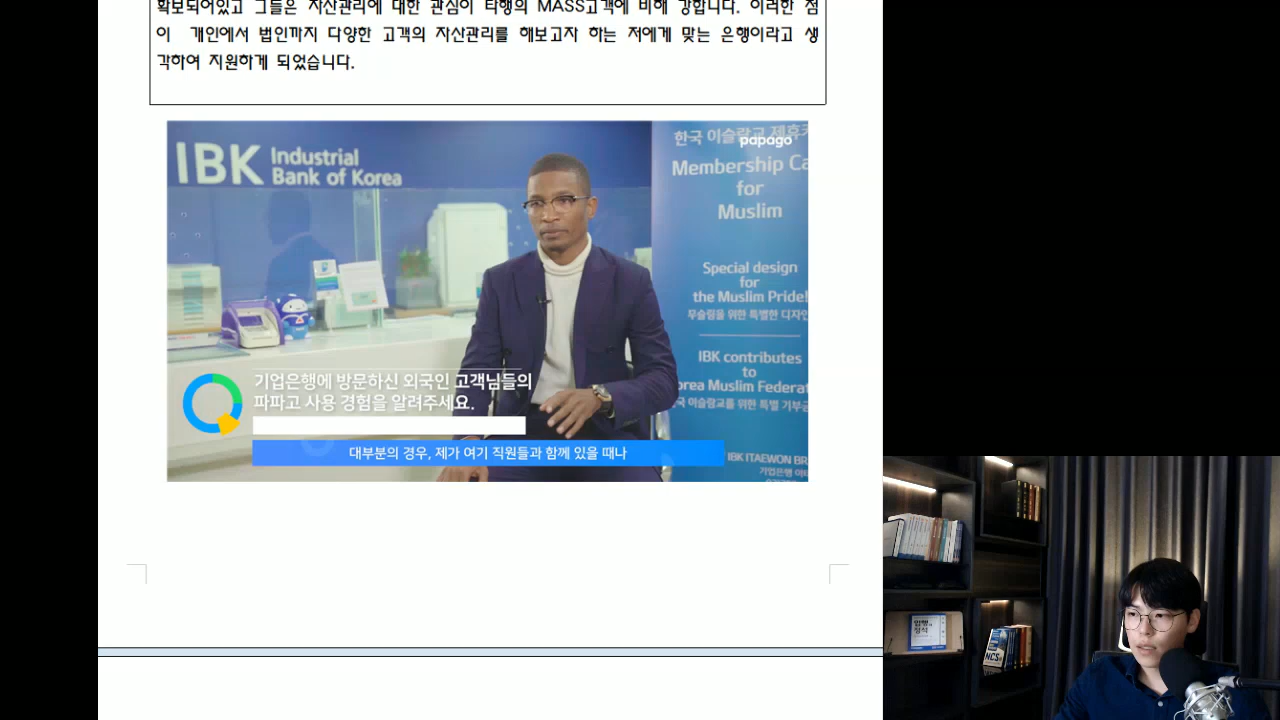 확보되어있고 그들은 자산관리에 대한 관심이 타행의 MASS고객에 비해 강합니다. 이러한 점
이 개인에서 법인까지 다양한 고객의 자산관리를 해보고자 하는 저에게 맞는 은행이라고 생
각하여 지원하게 되었습니다.
IBK Industrial
Bank of Korea
papago
한국 이슬람교 제휴카
Membership Ca
for
Muslim
Special design
for
the Muslim Pride!
무슬림을 위한 특별한 디자인
IBK contributes
to
orea Muslim Federat
국 이슬람교를 위한 특별 기부금
IBK ITAEWON BR
기업은행 이태
기업은행에 방문하신 외국인 고객님들의
파파고 사용 경험을 알려주세요.
대부분의 경우, 제가 여기 직원들과 함께 있을 때나
NCS